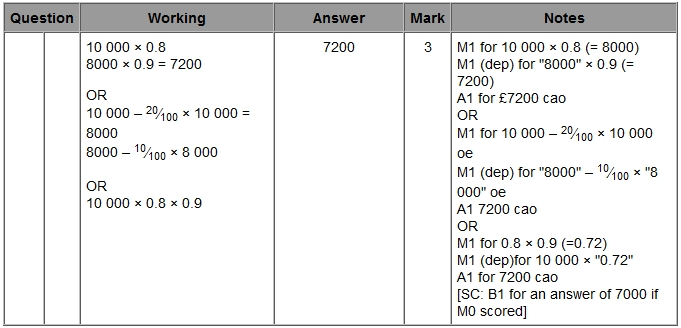 Question Working Answer Mark Notes
10 000 × 0.8
8000 × 0.9 = 7200
OR
10 000 – 20/100 × 10 000 =
8000
8000 – 10/100 × 8 000
OR
10 000 × 0.8 × 0.9
7200
3
M1 for 10 000 × 0.8 (= 8000)
M1 (dep) for "8000" × 0.9 (=
7200)
A1 for £7200 cao
OR
M1 for 10 000 – 20/100 × 10 000
oe
M1 (dep) for "8000" – 10/100 × "8
000" oe
A1 7200 cao
OR
M1 for 0.8 × 0.9 (=0.72)
M1 (dep)for 10 000 × "0.72"
A1 for 7200 cao
[SC: B1 for an answer of 7000 if
M0 scored]